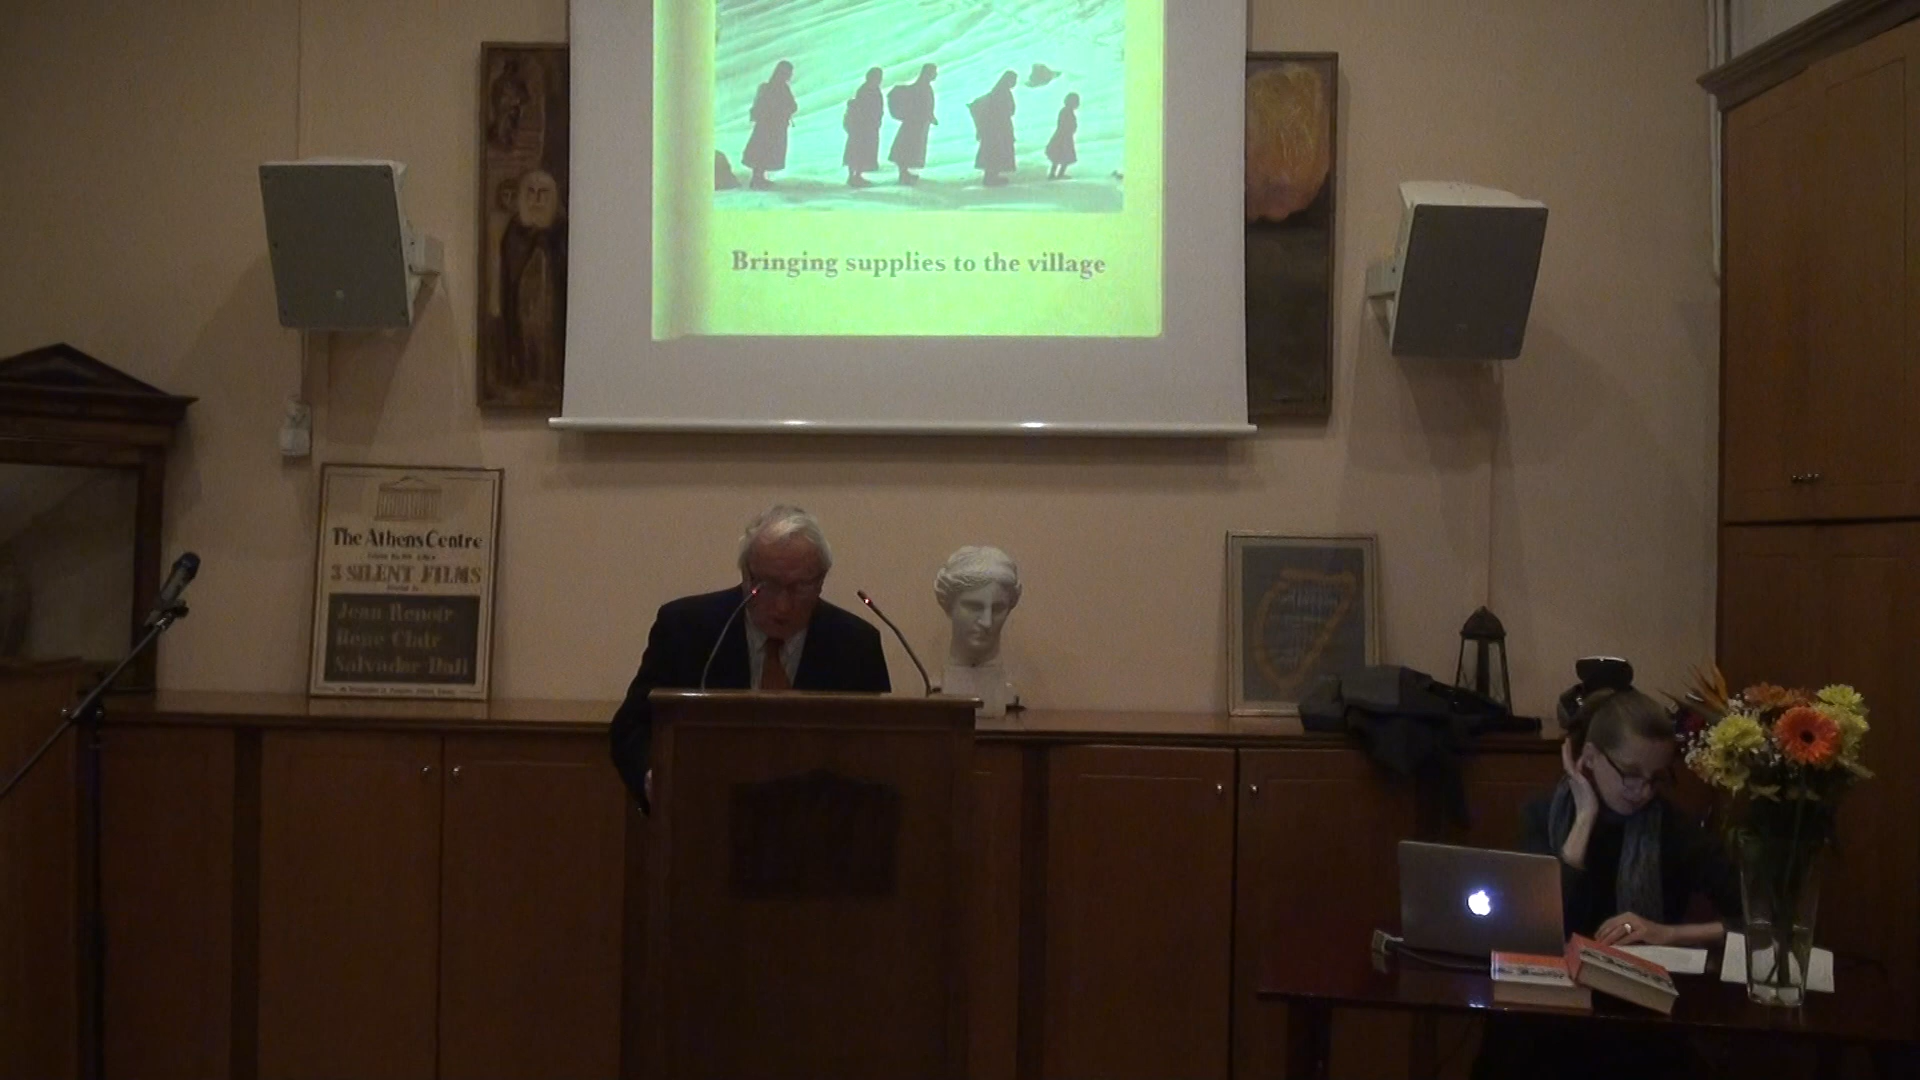 Bringing supplies to the village
The Athens Centre
3 SILENT FILMS
Jean Renoir
Rene Clair
Salvador Dali